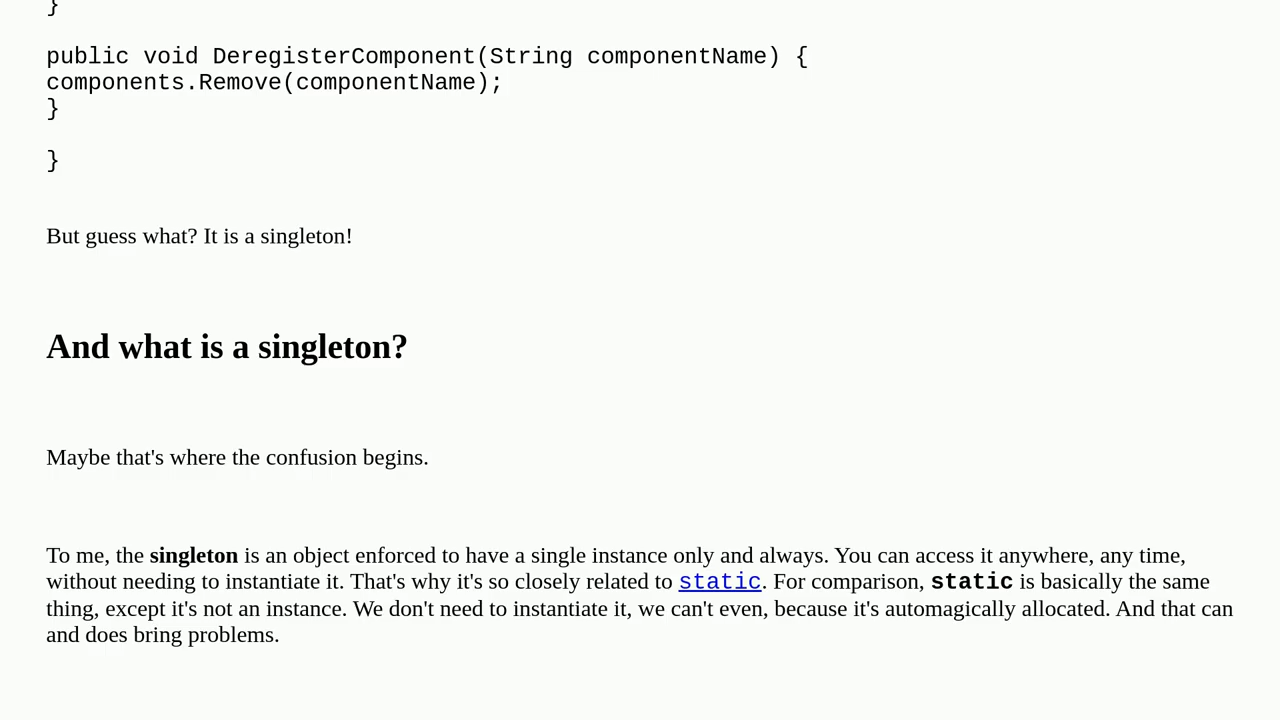 }
public void DeregisterComponent(String componentName) {
components.Remove(componentName);
}
}
But guess what? It is a singleton!
And what is a singleton?
Maybe that's where the confusion begins.
To me, the singleton is an object enforced to have a single instance only and always. You can access it anywhere, any time,
without needing to instantiate it. That's why it's so closely related to static. For comparison, static is basically the same
thing, except it's not an instance. We don't need to instantiate it, we can't even, because it's automagically allocated. And that can
and does bring problems.